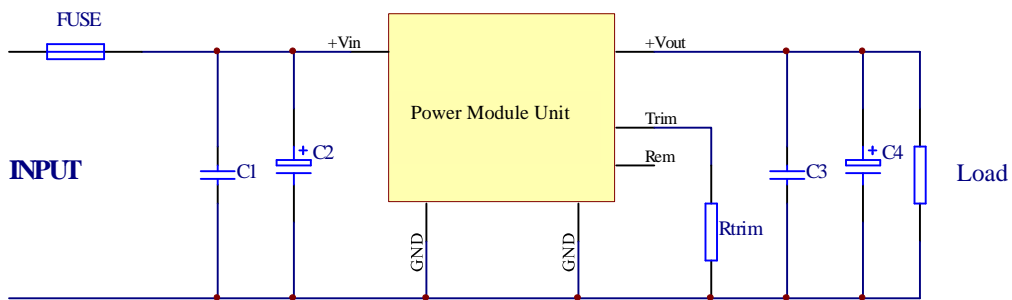 FUSE
+Vin
+Vout
Power Module Unit
Trim
Rem
INPUT
C1
+
C2
C3
+
C4
Load
Rtrim
GND
GND